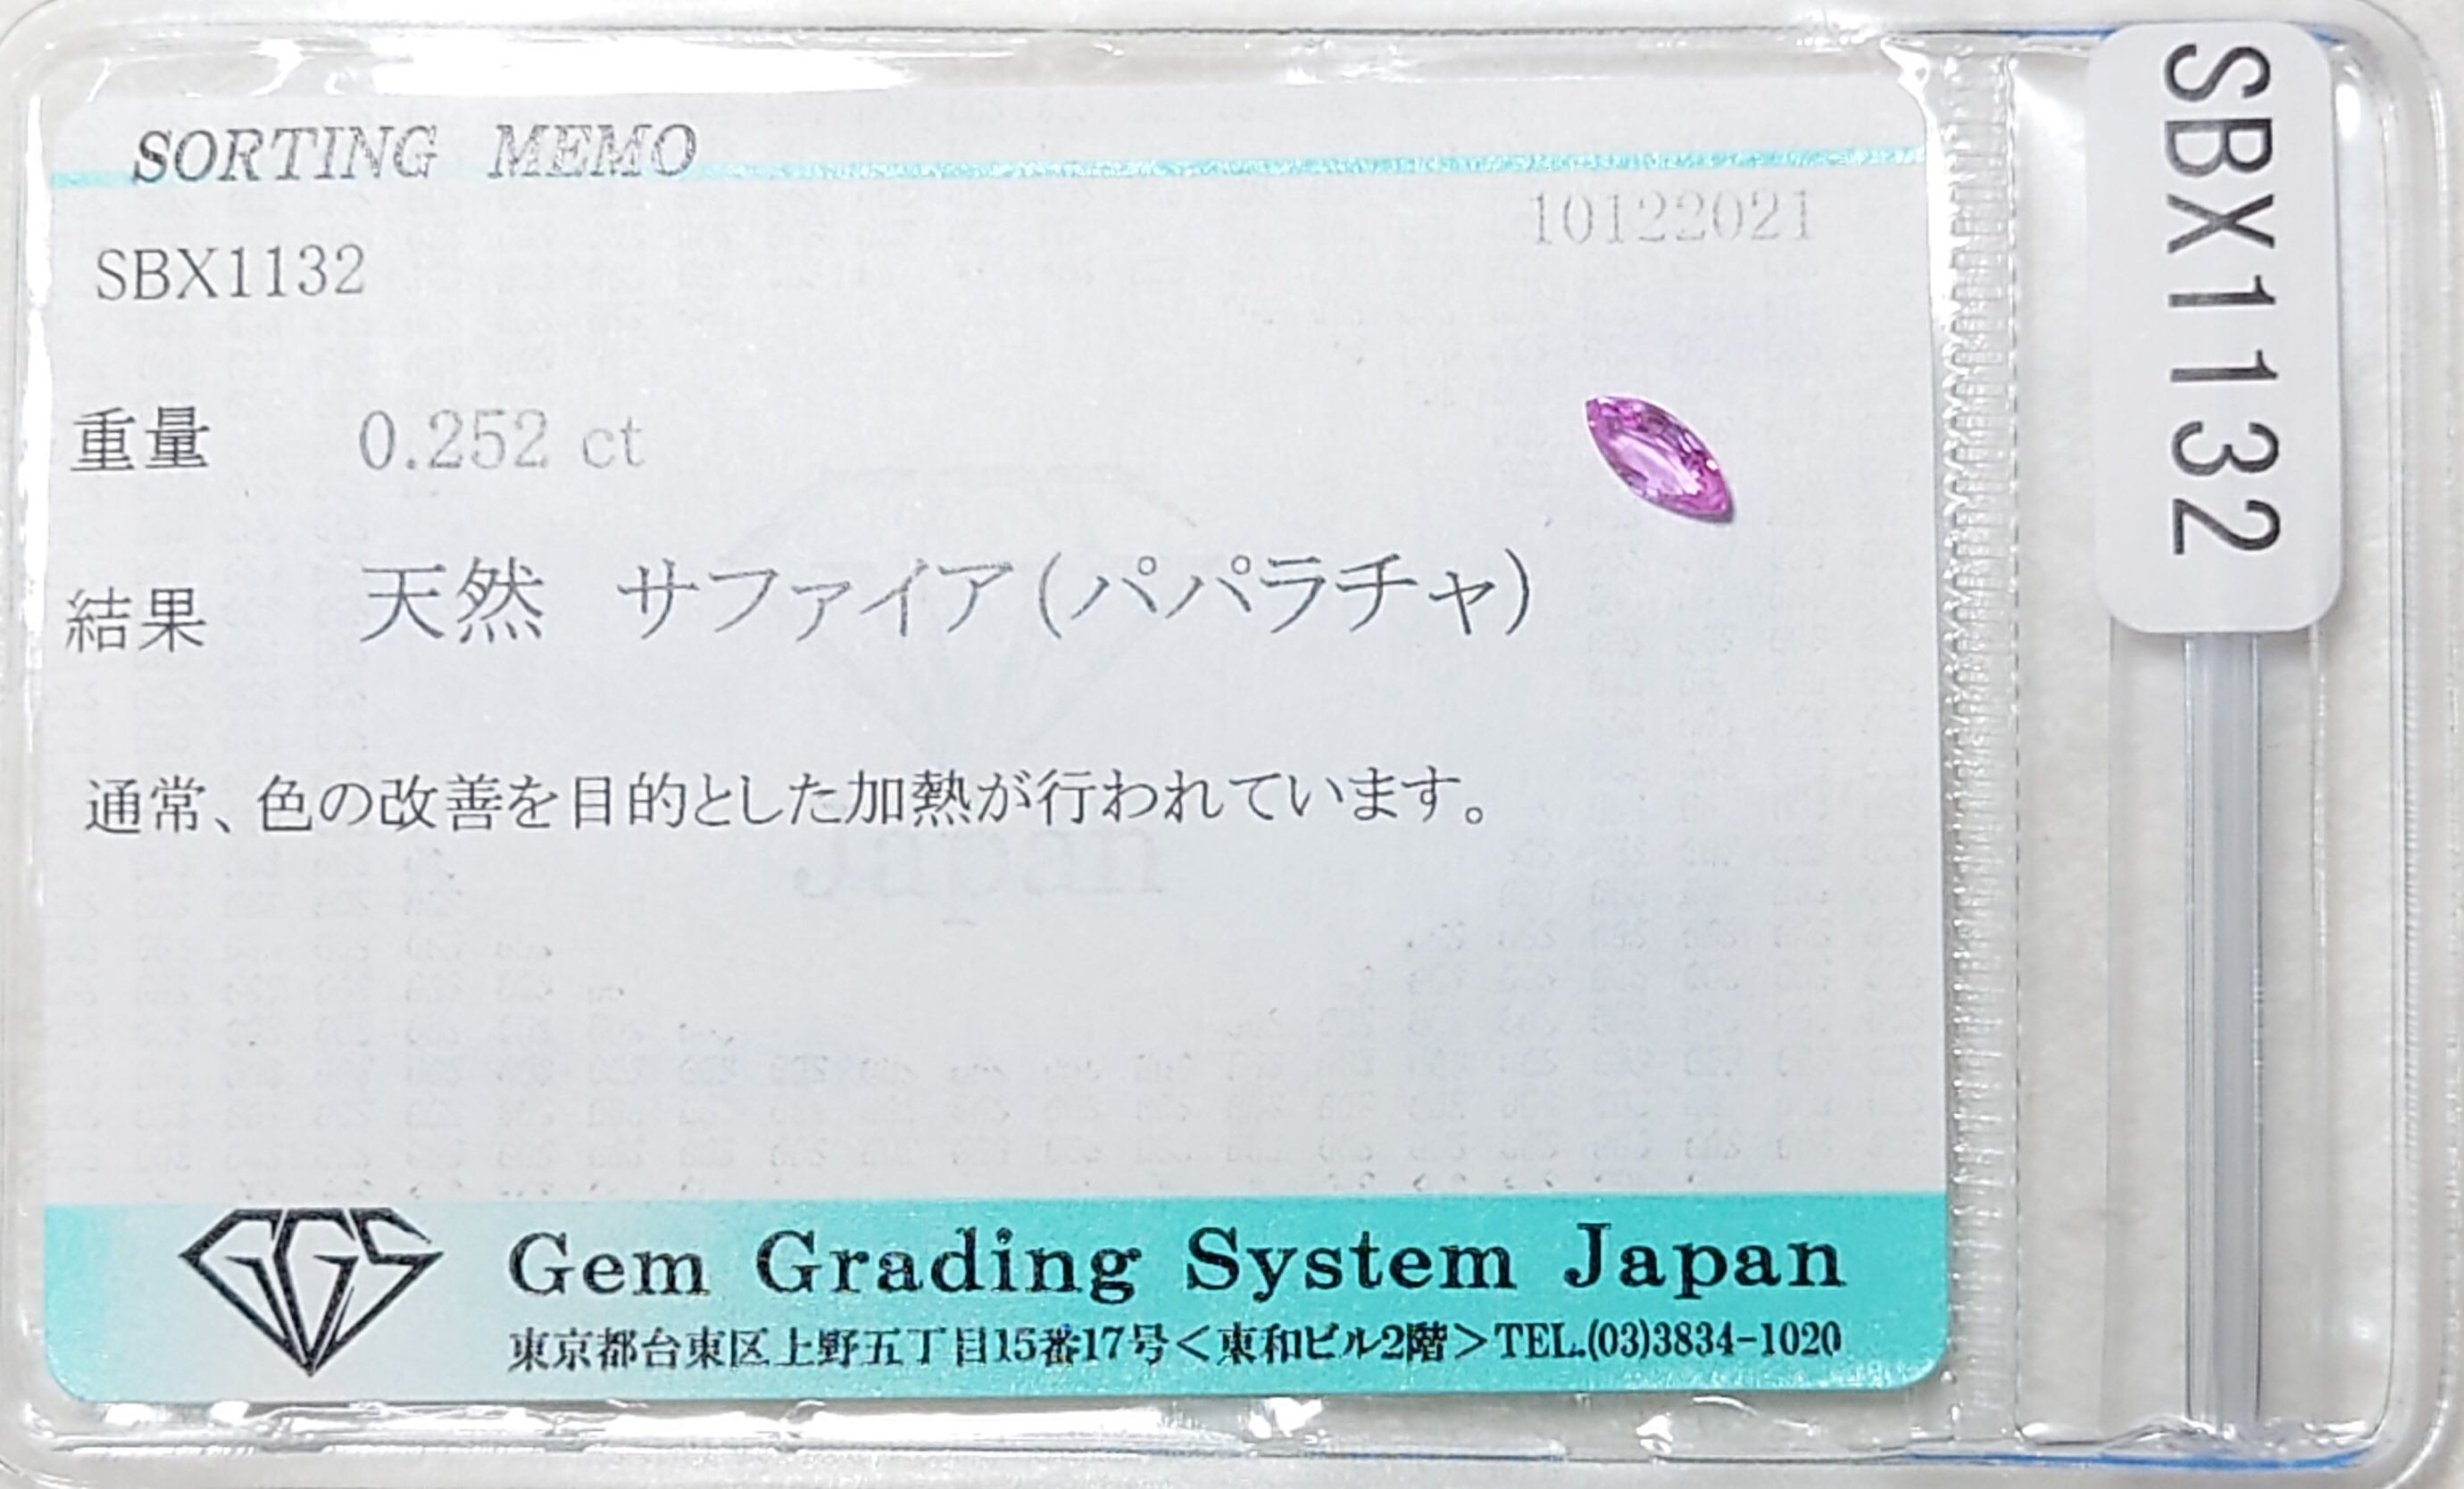 SORTING MEMO
10122021
SBX1132
重量 0.252 ct
結果 天然 サファイア(パパラチャ)
通常、色の改善を目的とした加熱が行われています。
Japan
GGS
Gem Grading System Japan
東京都台東区上野五丁目15番17号<東和ビル2階>TEL.(03)3834-1020
SBX1132